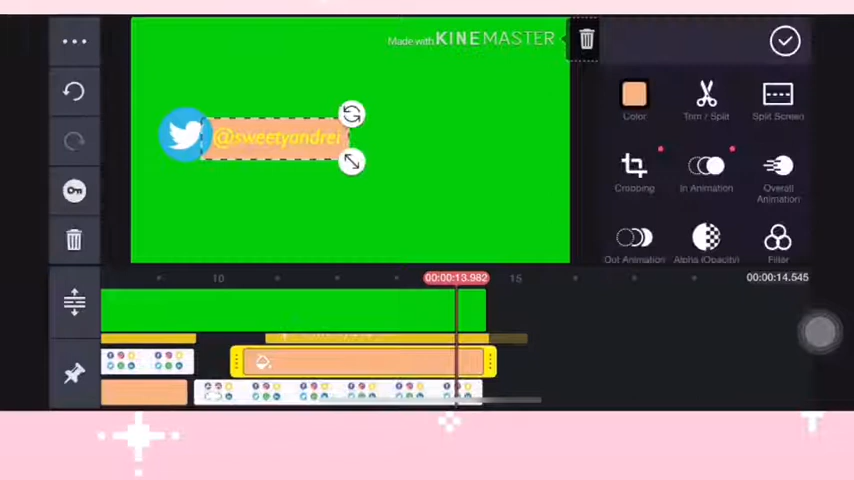 Made with KINEMASTER
@sweetyandrei
Color
Trim / Split
Split Screen
Cropping
In Animation
Overall
Animation
Out Animation
Alpha (Opacity)
Filter
10
00:00:13.982
15
00:00:14.545